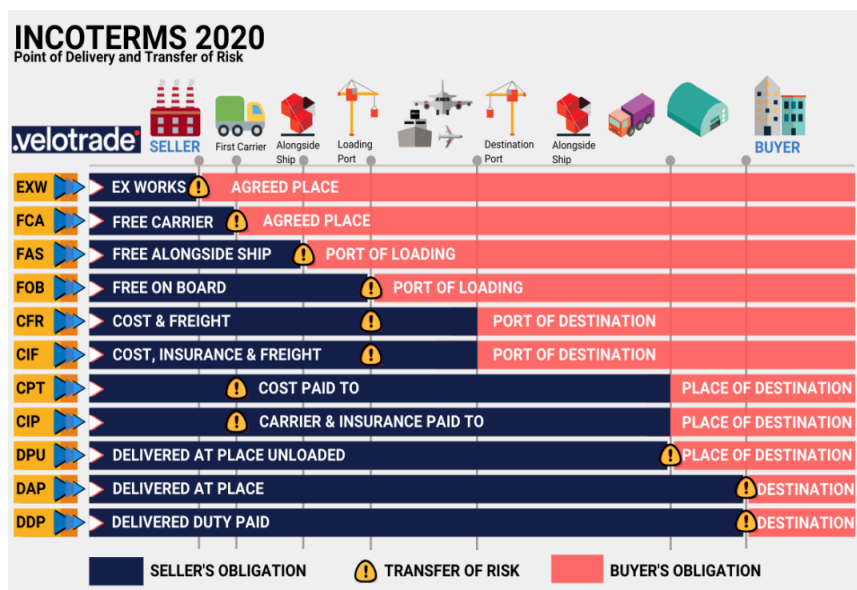 INCOTERMS 2020
Point of Delivery and Transfer of Risk
.velotrade
SELLER
First Carrier
Alongside
Ship
Loading
Port
Destination
Port
Alongside
Ship
BUYER
EXW EX WORKS AGREED PLACE
FCA FREE CARRIER AGREED PLACE
FAS FREE ALONGSIDE SHIP PORT OF LOADING
FOB FREE ON BOARD PORT OF LOADING
CFR COST & FREIGHT PORT OF DESTINATION
CIF COST, INSURANCE & FREIGHT PORT OF DESTINATION
CPT COST PAID TO PLACE OF DESTINATION
CIP CARRIER & INSURANCE PAID TO PLACE OF DESTINATION
DPU DELIVERED AT PLACE UNLOADED PLACE OF DESTINATION
DAP DELIVERED AT PLACE DESTINATION
DDP DELIVERED DUTY PAID DESTINATION
SELLER'S OBLIGATION TRANSFER OF RISK BUYER'S OBLIGATION